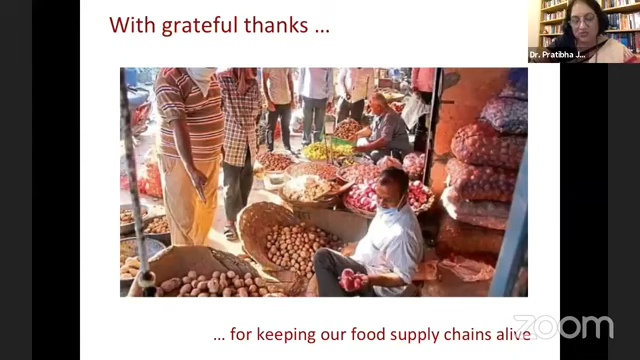 With grateful thanks …
Dr. Pratibha J...
… for keeping our food supply chains alive
zoom